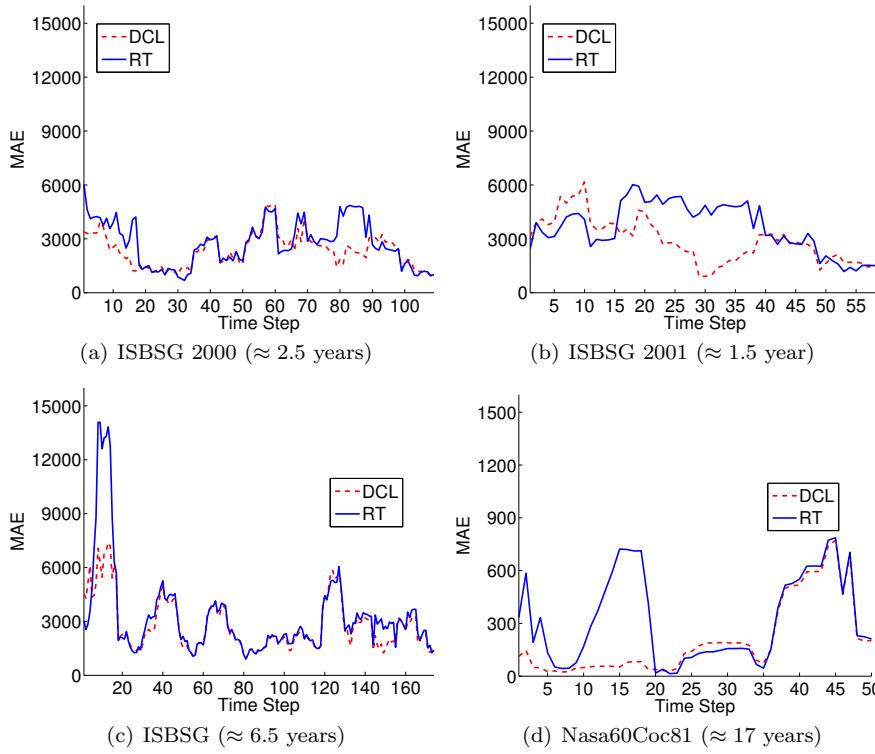 15000
12000
9000
6000
3000
0
MAE
DCL
RT
10 20 30 40 50 60 70 80 90 100
Time Step
(a) ISBSG 2000 (≈ 2.5 years)
15000
12000
9000
6000
3000
0
MAE
DCL
RT
5 10 15 20 25 30 35 40 45 50 55
Time Step
(b) ISBSG 2001 (≈ 1.5 year)
15000
12000
9000
6000
3000
0
MAE
DCL
RT
20 40 60 80 100 120 140 160
Time Step
(c) ISBSG (≈ 6.5 years)
1500
1200
900
600
300
0
MAE
DCL
RT
5 10 15 20 25 30 35 40 45 50
Time Step
(d) Nasa60Coc81 (≈ 17 years)